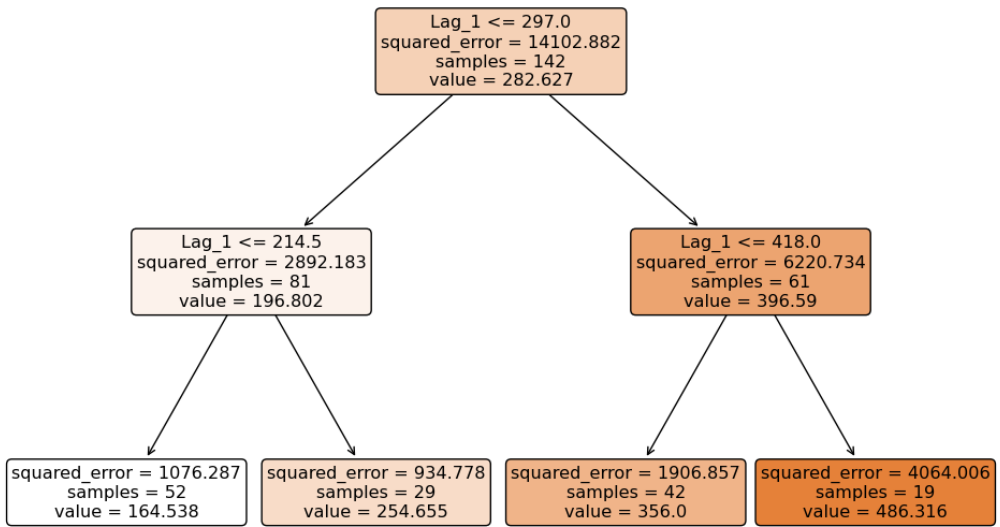 Lag_1 <= 297.0
squared_error = 14102.882
samples = 142
value = 282.627
Lag_1 <= 214.5
squared_error = 2892.183
samples = 81
value = 196.802
Lag_1 <= 418.0
squared_error = 6220.734
samples = 61
value = 396.59
squared_error = 1076.287
samples = 52
value = 164.538
squared_error = 934.778
samples = 29
value = 254.655
squared_error = 1906.857
samples = 42
value = 356.0
squared_error = 4064.006
samples = 19
value = 486.316